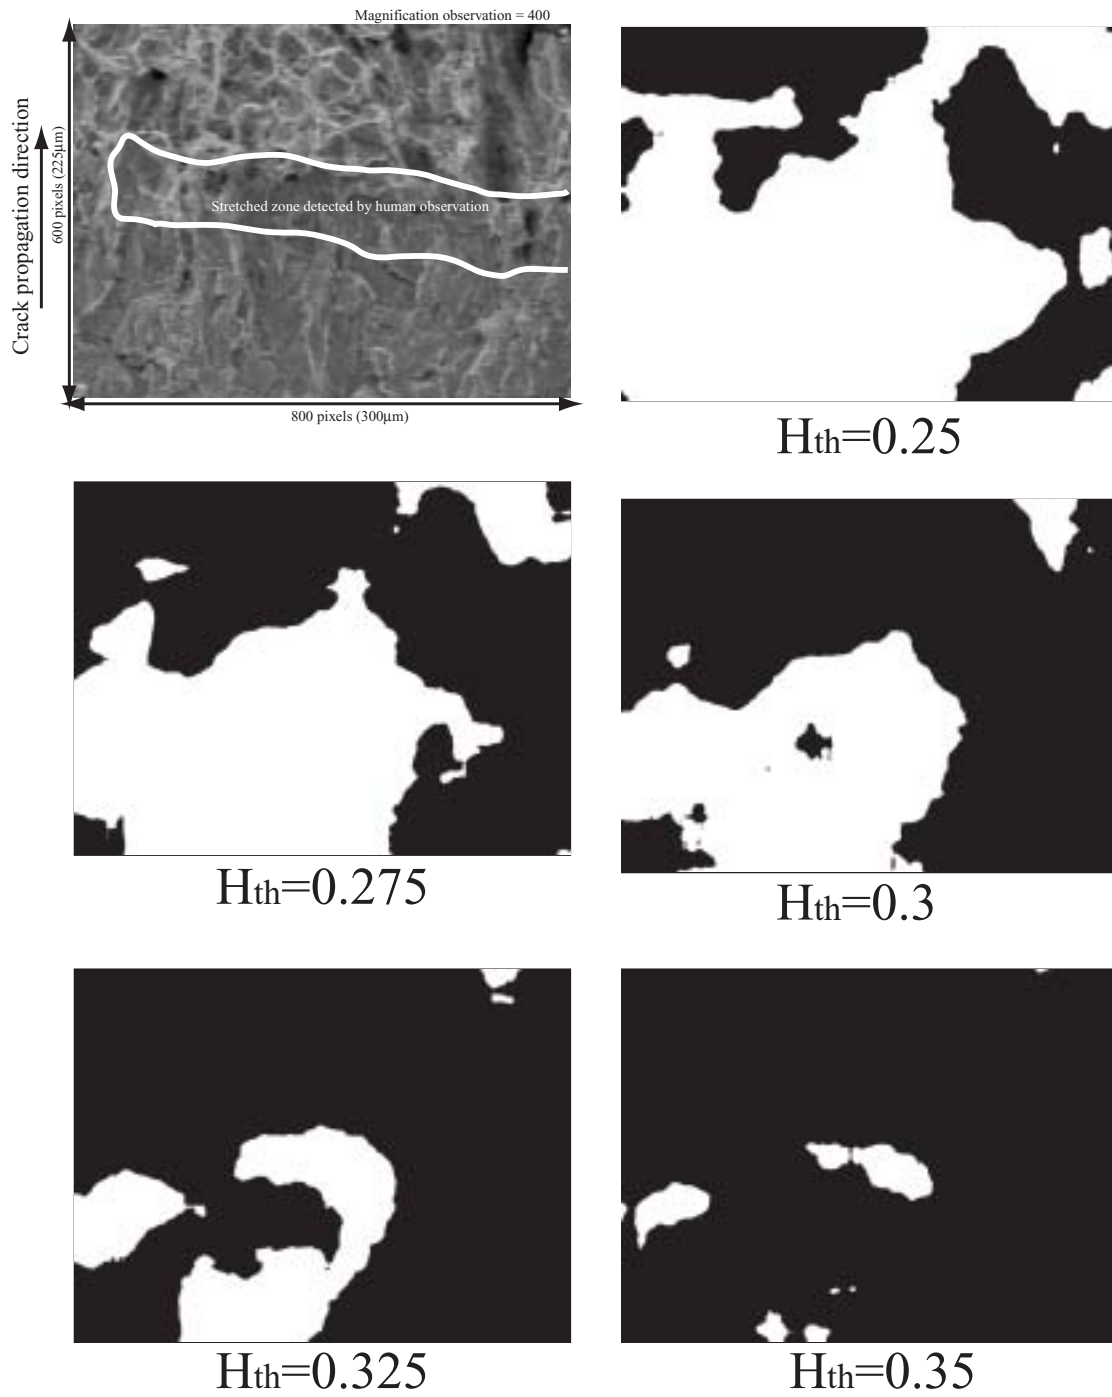 Magnification observation = 400
Crack propagation direction
600 pixels (225μm)
Stretched zone detected by human observation
800 pixels (300μm)
Hth=0.25
Hth=0.275
Hth=0.3
Hth=0.325
Hth=0.35